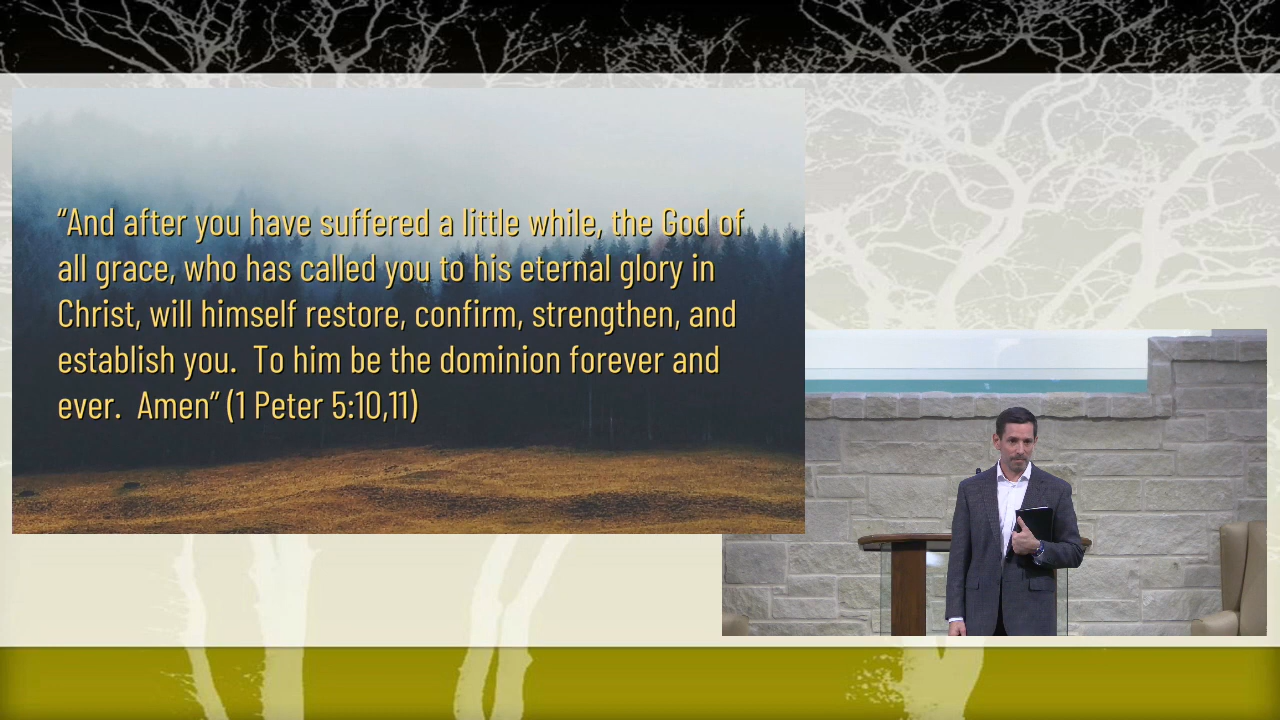 “And after you have suffered a little while, the God of
all grace, who has called you to his eternal glory in
Christ, will himself restore, confirm, strengthen, and
establish you.  To him be the dominion forever and
ever.  Amen” (1 Peter 5:10,11)